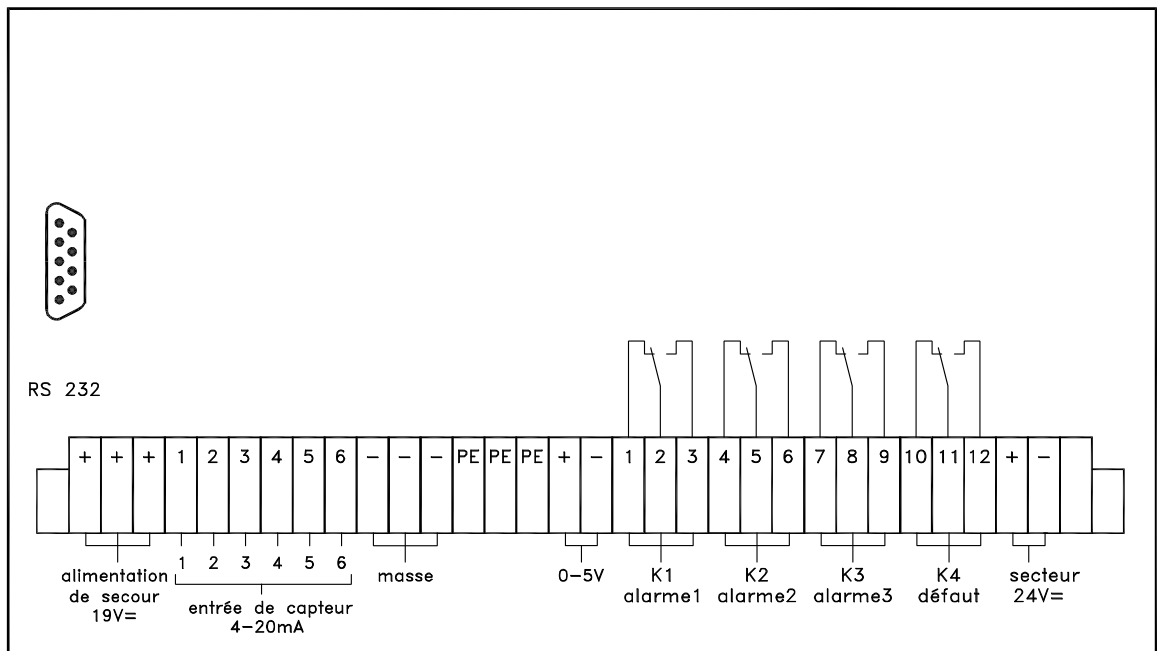 RS 232
+ + + 1 2 3 4 5 6 − − − PE PE PE + − 1 2 3 4 5 6 7 8 9 10 11 12 + −
1 2 3 4 5 6
alimentation
de secour
19V=
entrée de capteur
4−20mA
masse
0−5V
K1
alarme1
K2
alarme2
K3
alarme3
K4
défaut
secteur
24V=